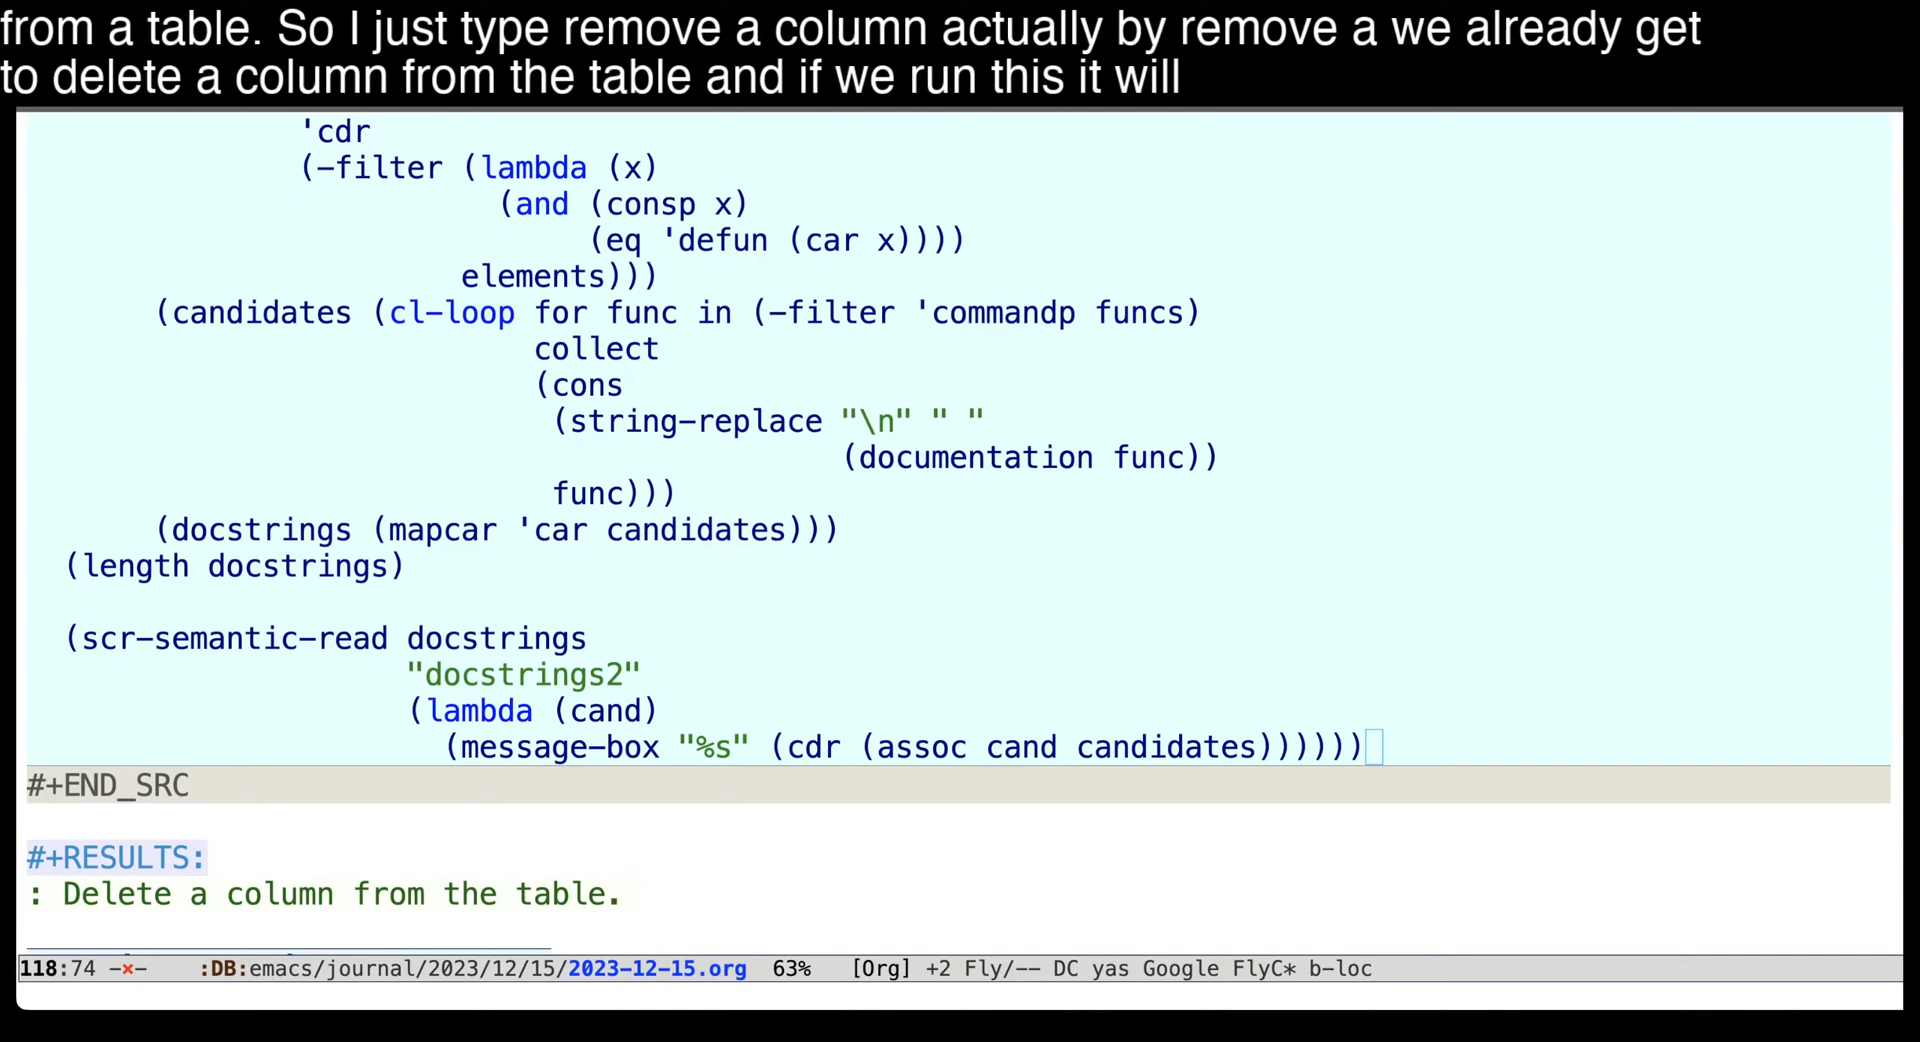 from a table. So I just type remove a column actually by remove a we already get
to delete a column from the table and if we run this it will
'cdr
(-filter (lambda (x)
(and (consp x)
(eq 'defun (car x))))
elements)))
(candidates (cl-loop for func in (-filter 'commandp funcs)
collect
(cons
(string-replace "\n" " "
(documentation func))
func)))
(docstrings (mapcar 'car candidates)))
(length docstrings)
(scr-semantic-read docstrings
"docstrings2"
(lambda (cand)
(message-box "%s" (cdr (assoc cand candidates))))))
#+END_SRC
#+RESULTS:
: Delete a column from the table.
118:74 -×- :DB:emacs/journal/2023/12/15/2023-12-15.org 63% [Org] +2 Fly/-- DC yas Google FlyC* b-loc